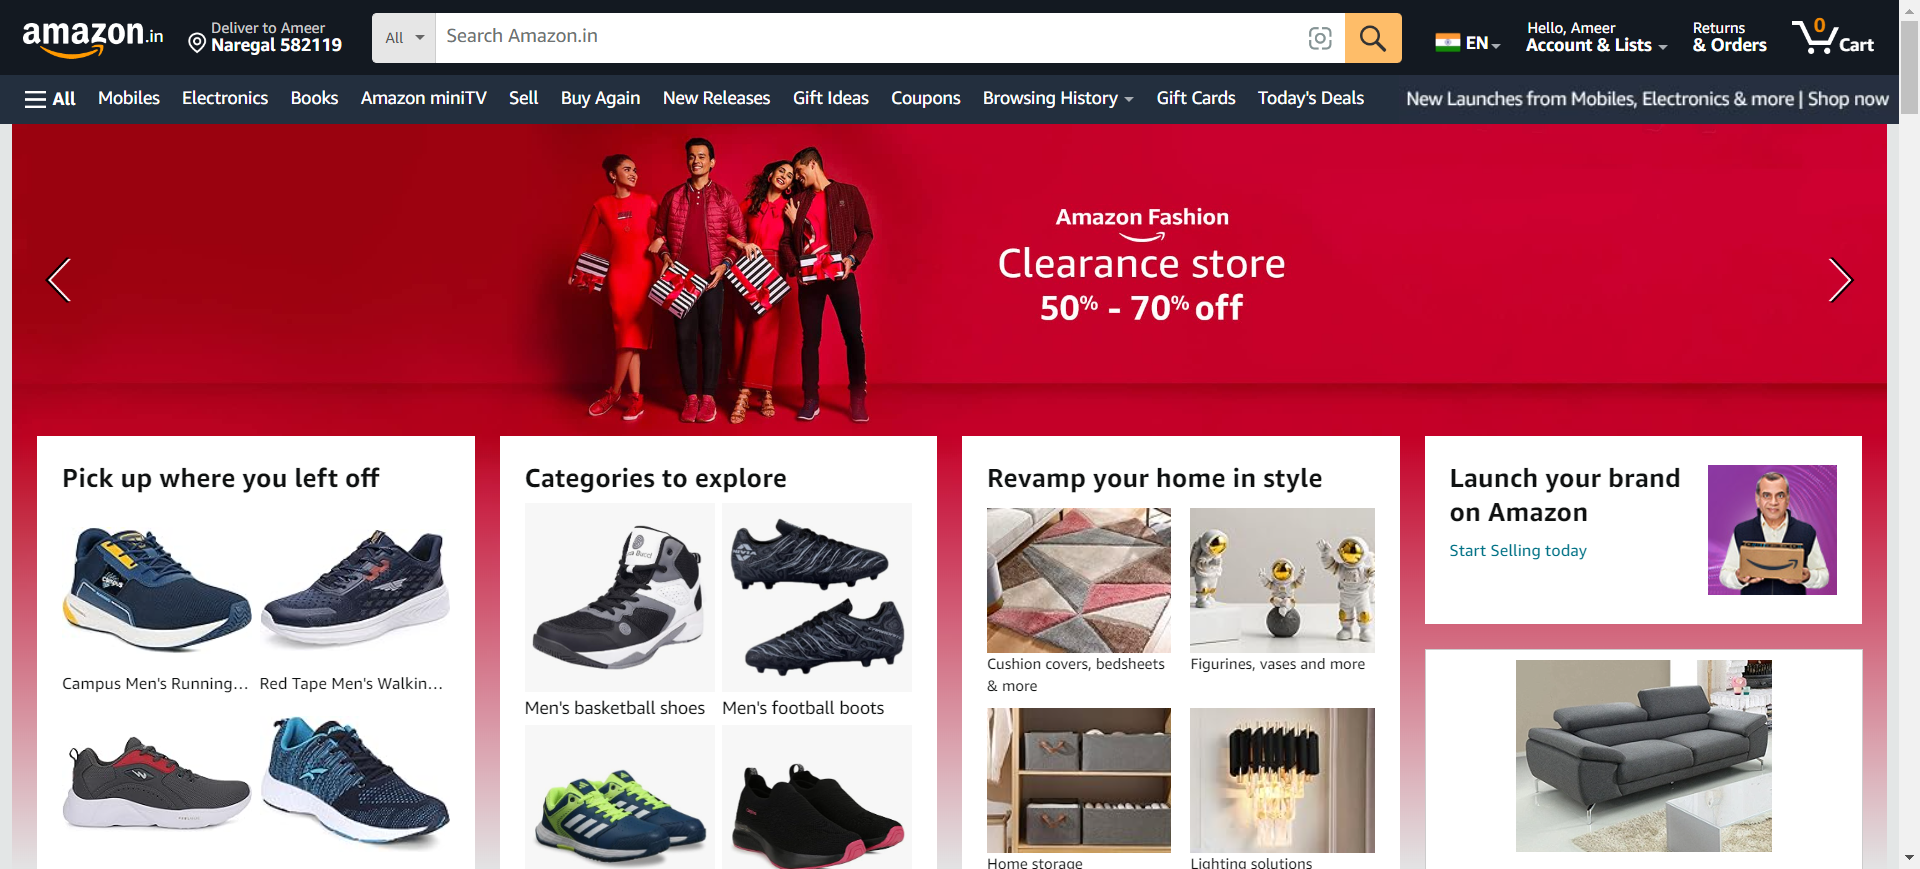 amazon.in
Deliver to Ameer
Naregal 582119
All
Search Amazon.in
EN
Hello, Ameer
Account & Lists
Returns
& Orders
0
Cart
All
Mobiles
Electronics
Books
Amazon miniTV
Sell
Buy Again
New Releases
Gift Ideas
Coupons
Browsing History
Gift Cards
Today's Deals
New Launches from Mobiles, Electronics & more | Shop now
Amazon Fashion
Clearance store
50% - 70% off
Pick up where you left off
Campus Men's Running...
Red Tape Men's Walkin...
Categories to explore
Men's basketball shoes
Men's football boots
Revamp your home in style
Cushion covers, bedsheets
& more
Figurines, vases and more
Home storage
Lighting solutions
Launch your brand
on Amazon
Start Selling today